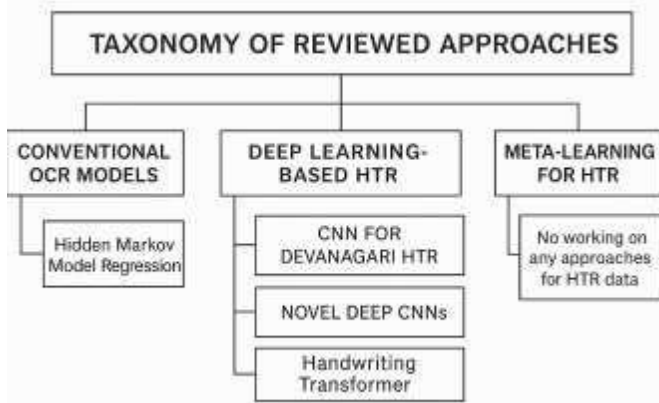 TAXONOMY OF REVIEWED APPROACHES
CONVENTIONAL
OCR MODELS
Hidden Markov
Model Regression
DEEP LEARNING-
BASED HTR
CNN FOR
DEVANAGARI HTR
NOVEL DEEP CNNs
Handwriting
Transformer
META-LEARNING
FOR HTR
No working on
any approaches
for HTR data